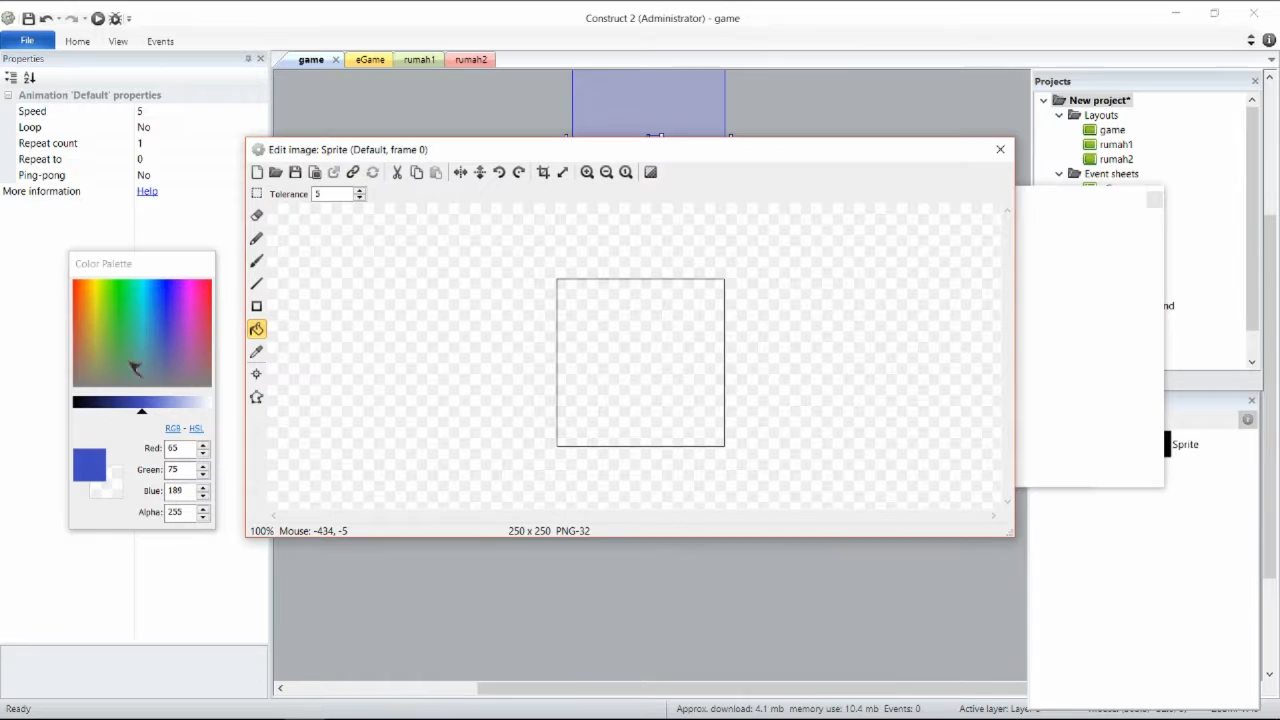 Construct 2 (Administrator) - game
File Home View Events
Properties
game eGame rumah1 rumah2
Animation 'Default' properties
Speed 5
Loop No
Repeat count 1
Repeat to 0
Ping-pong No
More information Help
Projects
New project*
Layouts
game
rumah1
rumah2
Event sheets
Edit image: Sprite (Default, frame 0)
Tolerance 5
Color Palette
RGB - HSL
Red: 65
Green: 75
Blue: 189
Alpha: 255
nd
Sprite
100% Mouse: -434, -5 250 x 250 PNG-32
Ready
Approx. download: 4.1 mb memory use: 10.4 mb Events: 0